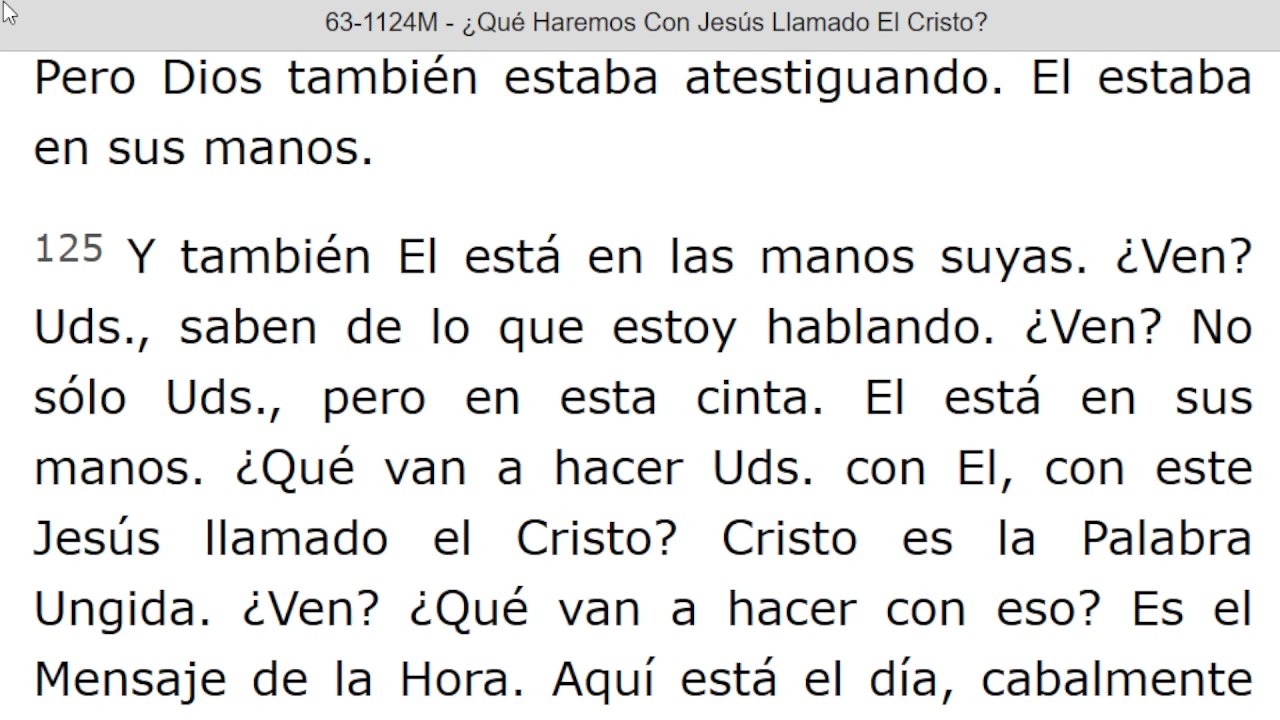 63-1124M - ¿Qué Haremos Con Jesús Llamado El Cristo?
Pero Dios también estaba atestiguando. El estaba
en sus manos.
125 Y también El está en las manos suyas. ¿Ven?
Uds., saben de lo que estoy hablando. ¿Ven? No
sólo Uds., pero en esta cinta. El está en sus
manos. ¿Qué van a hacer Uds. con El, con este
Jesús llamado el Cristo? Cristo es la Palabra
Ungida. ¿Ven? ¿Qué van a hacer con eso? Es el
Mensaje de la Hora. Aquí está el día, cabalmente